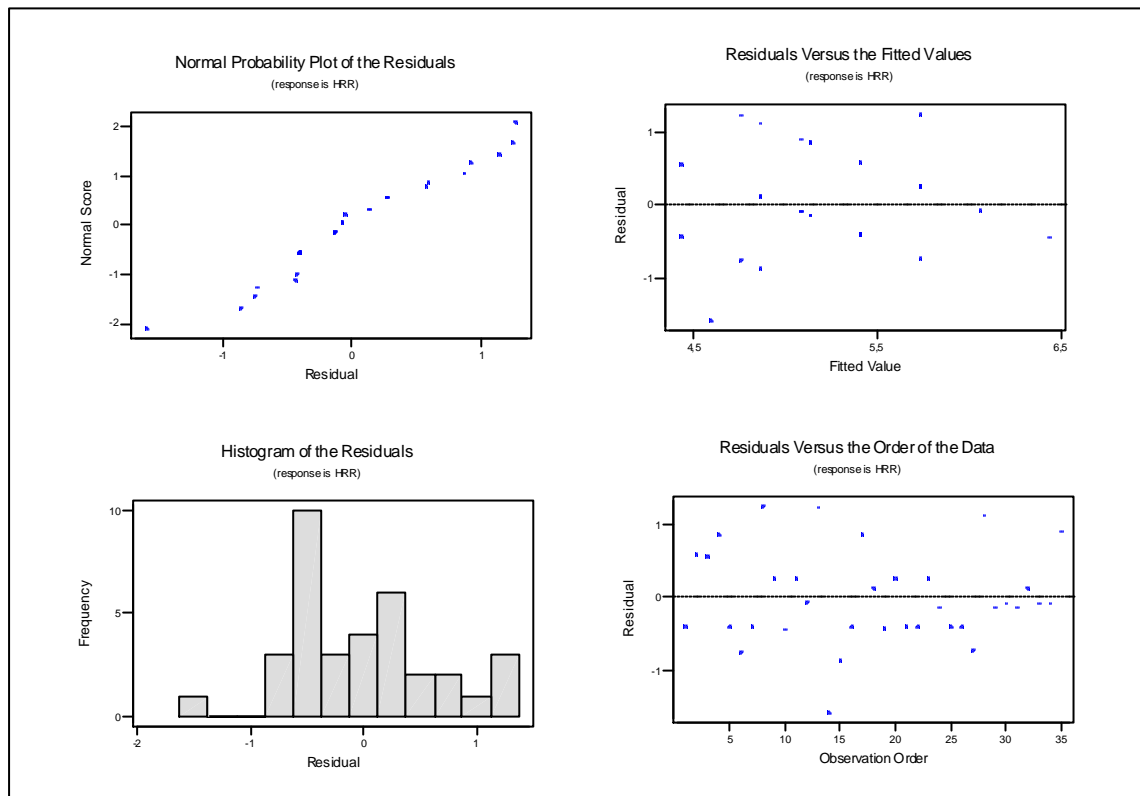 Normal Probability Plot of the Residuals
(response is HRR)
2
1
0
-1
-2
Normal Score
-1
0
1
Residual
Residuals Versus the Fitted Values
(response is HRR)
1
0
-1
Residual
4,5
5,5
6,5
Fitted Value
Histogram of the Residuals
(response is HRR)
10
5
0
Frequency
-2
-1
0
1
Residual
Residuals Versus the Order of the Data
(response is HRR)
1
0
-1
Residual
5
10
15
20
25
30
35
Observation Order